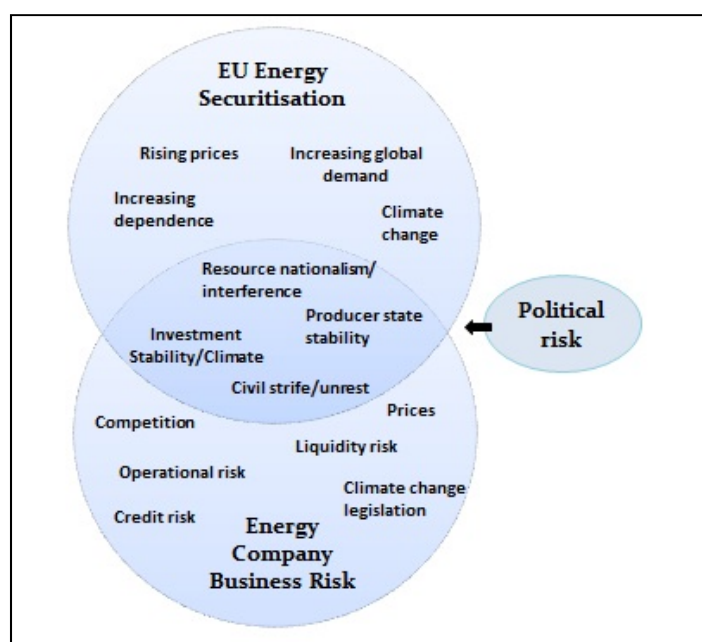 EU Energy
Securitisation
Rising prices
Increasing global
demand
Increasing
dependence
Climate
change
Resource nationalism/
interference
Producer state
stability
Investment
Stability/Climate
Civil strife/unrest
Political
risk
Prices
Competition
Liquidity risk
Operational risk
Climate change
legislation
Credit risk
Energy
Company
Business Risk